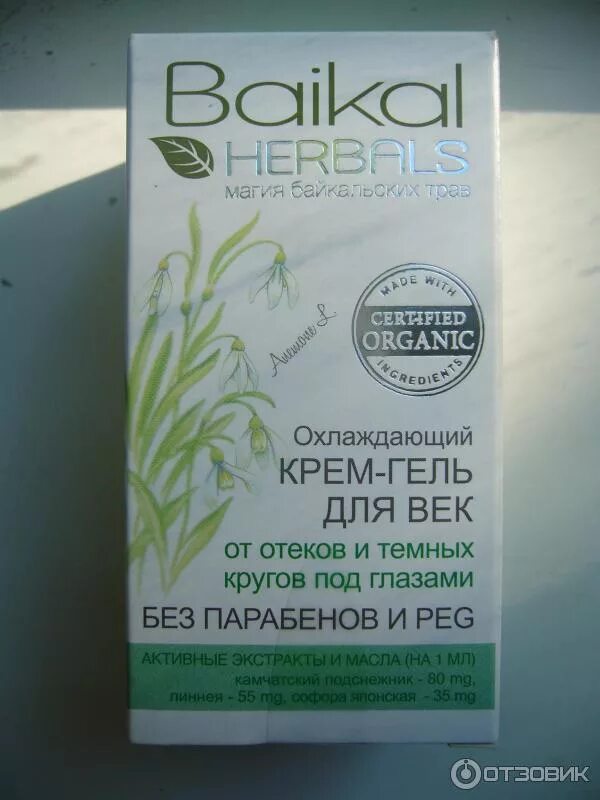 Baikal
HERBALS
магия байкальских трав
Anemone L
MADE WITH
CERTIFIED
ORGANIC
INGREDIENTS
Охлаждающий
КРЕМ-ГЕЛЬ
ДЛЯ ВЕК
от отеков и темных
кругов под глазами
БЕЗ ПАРАБЕНОВ И PEG
АКТИВНЫЕ ЭКСТРАКТЫ И МАСЛА (НА 1 МЛ)
камчатский подснежник - 80 mg,
линнея - 55 mg, софора японская - 35 mg
ОТЗОВИК